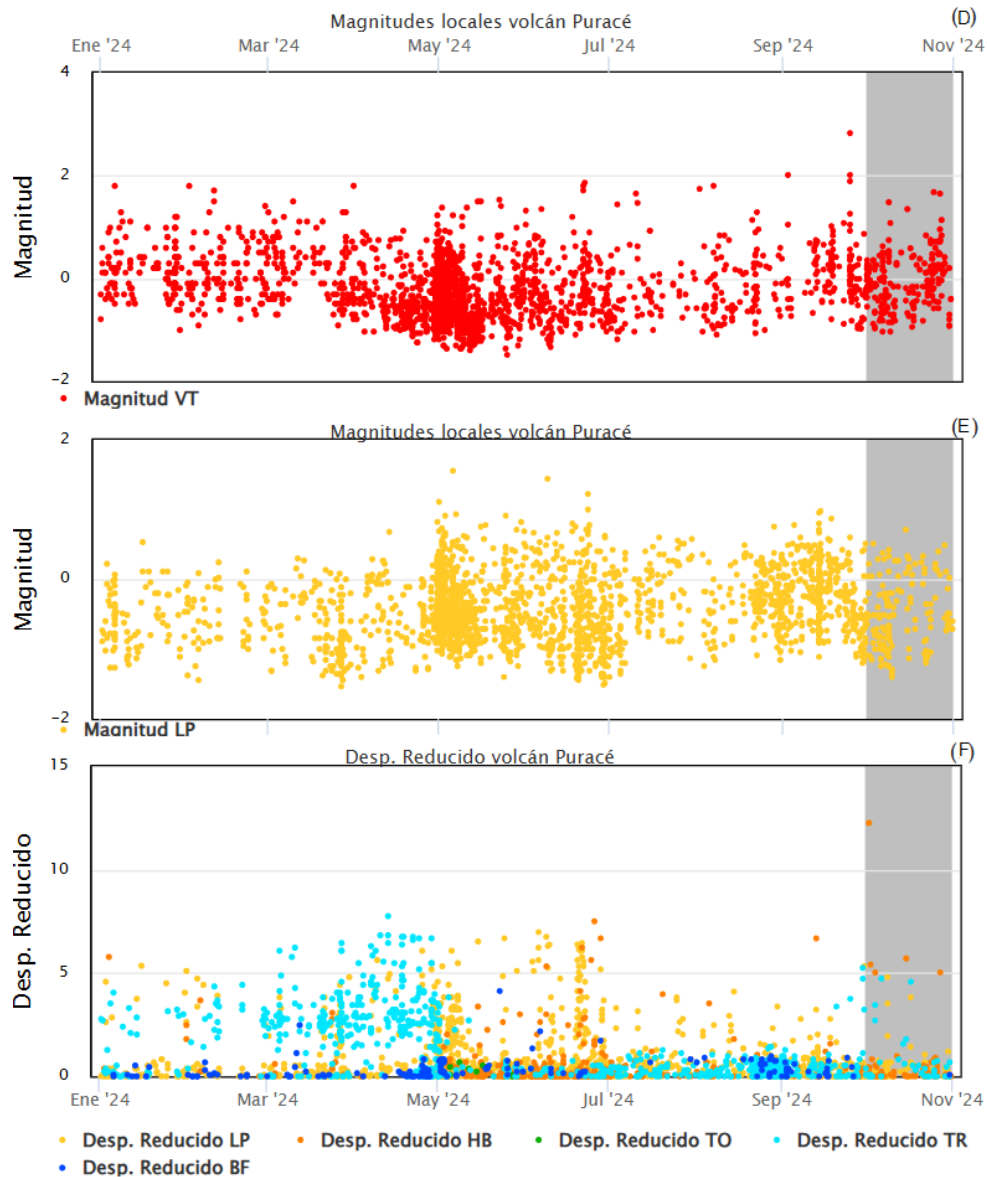 Magnitudes locales volcán Puracé (D)
Ene '24 Mar '24 May '24 Jul '24 Sep '24 Nov '24
4
2
0
-2
Magnitud
Magnitud VT
Magnitudes locales volcán Puracé (E)
2
0
-2
Magnitud
Magnitud LP
Desp. Reducido volcán Puracé (F)
15
10
5
0
Desp. Reducido
Ene '24 Mar '24 May '24 Jul '24 Sep '24 Nov '24
Desp. Reducido LP Desp. Reducido HB Desp. Reducido TO Desp. Reducido TR
Desp. Reducido BF